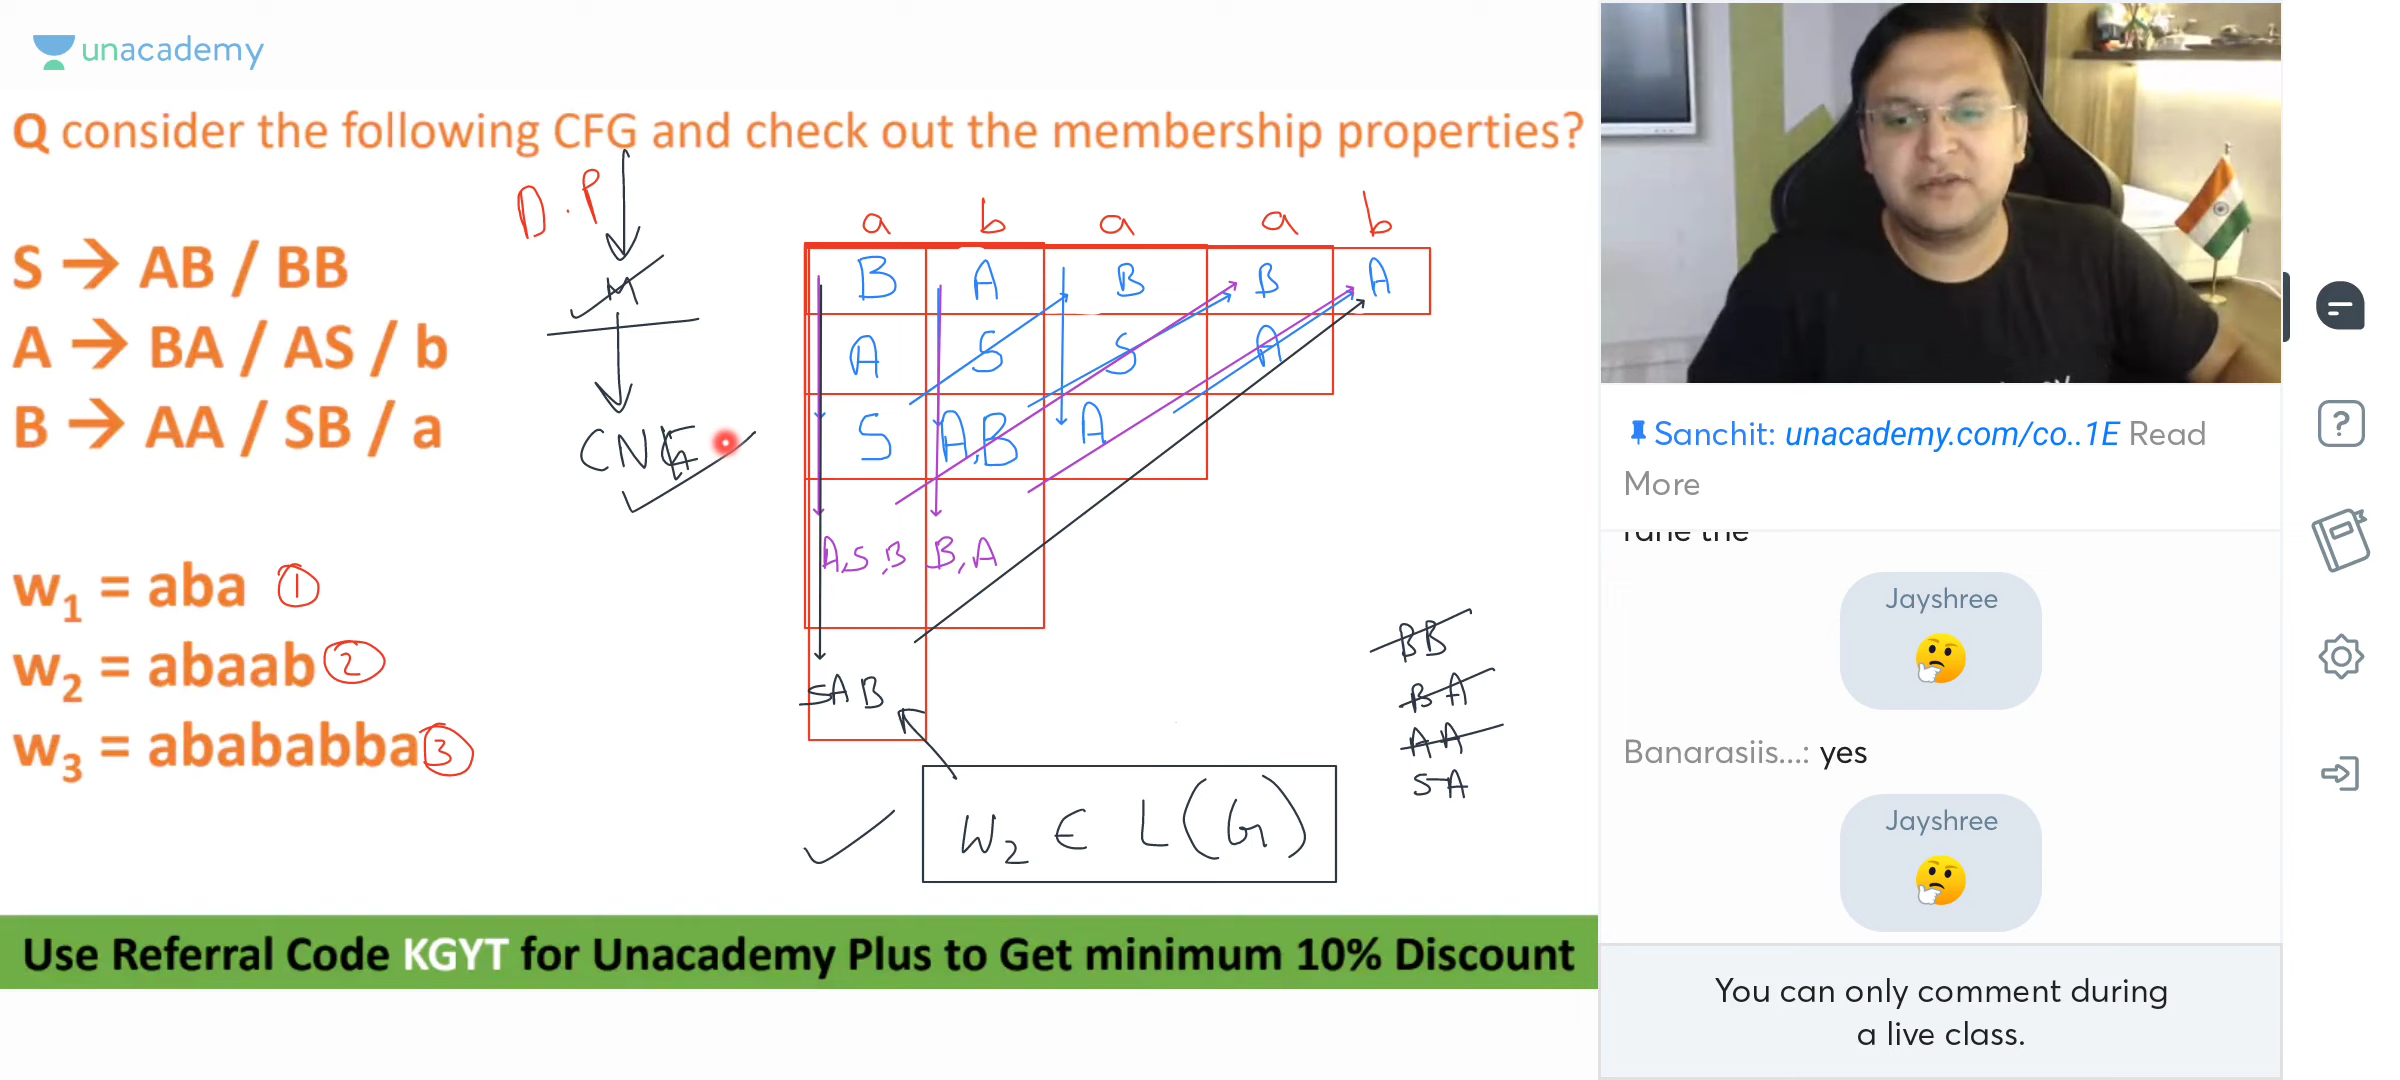 unacademy
Q consider the following CFG and check out the membership properties?
D.P
S → AB / BB
A → BA / AS / b
B → AA / SB / a
w1 = aba 1
w2 = abaab 2
w3 = abababba 3
a b a a b
B A B B A
A S S A
S A,B A
A,S,B B,A
SAB
BB
BA
AA
SA
W2 ∈ L(G)
Use Referral Code KGYT for Unacademy Plus to Get minimum 10% Discount
Sanchit: unacademy.com/co..1E Read
More
Jayshree
Banarasiis...: yes
Jayshree
You can only comment during
a live class.